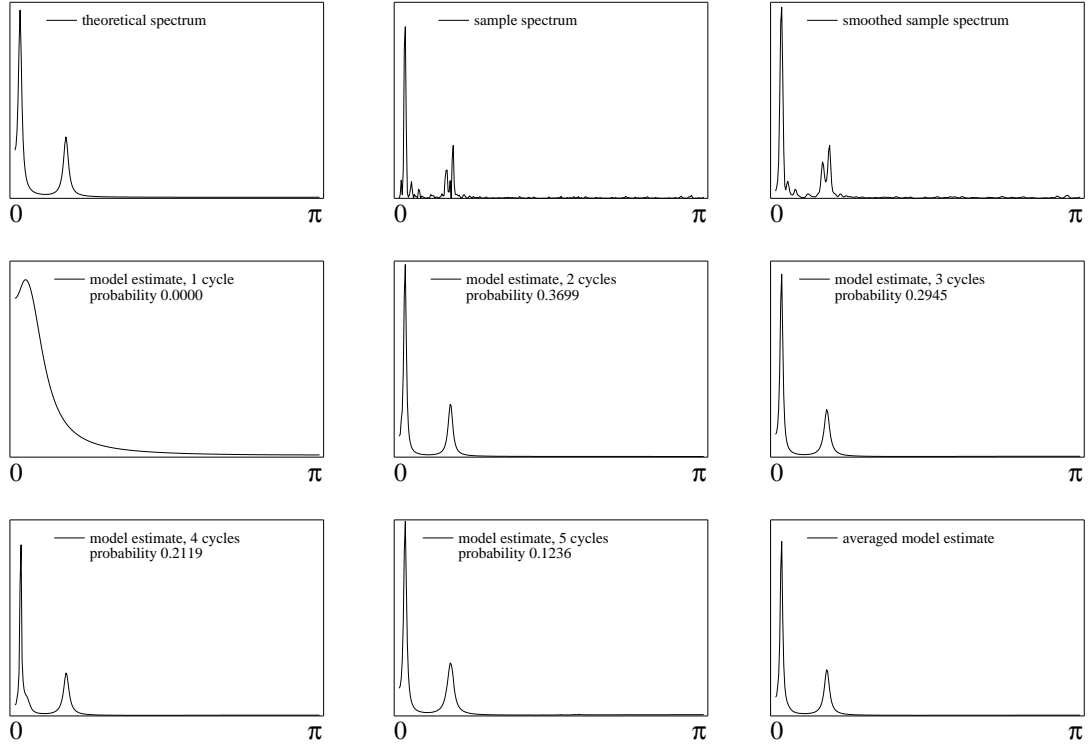 theoretical spectrum
0 π
sample spectrum
0 π
smoothed sample spectrum
0 π
model estimate, 1 cycle
probability 0.0000
0 π
model estimate, 2 cycles
probability 0.3699
0 π
model estimate, 3 cycles
probability 0.2945
0 π
model estimate, 4 cycles
probability 0.2119
0 π
model estimate, 5 cycles
probability 0.1236
0 π
averaged model estimate
0 π